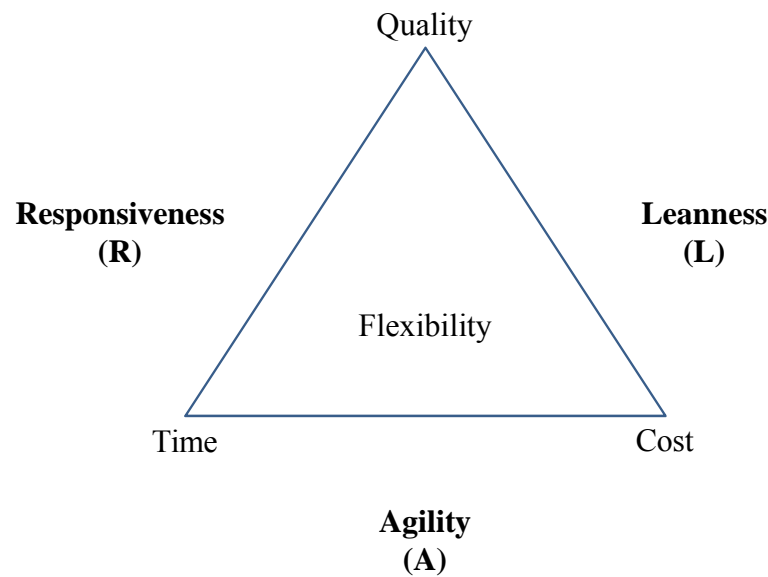 Quality
Responsiveness
(R)
Leanness
(L)
Flexibility
Time
Cost
Agility
(A)